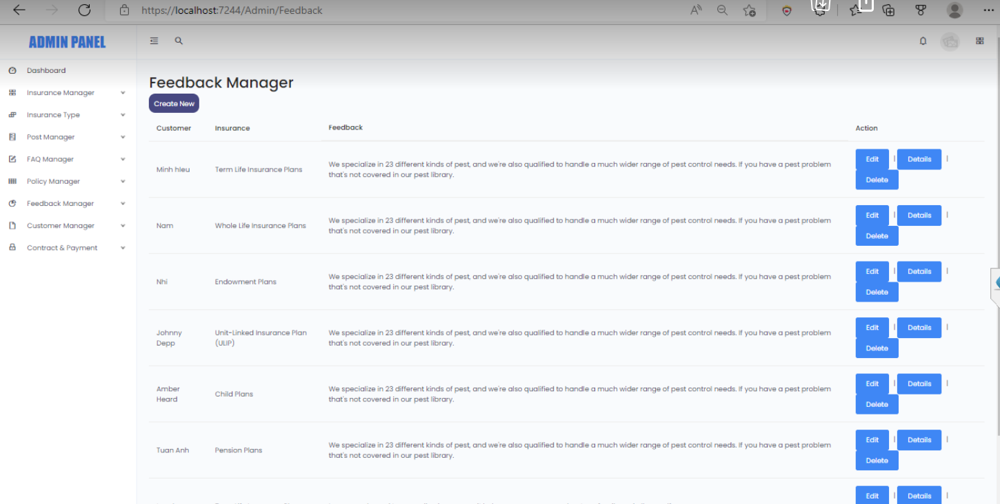 https://localhost:7244/Admin/Feedback
ADMIN PANEL
Dashboard
Insurance Manager
Insurance Type
Post Manager
FAQ Manager
Policy Manager
Feedback Manager
Customer Manager
Contract & Payment
Feedback Manager
Create New
Customer Insurance Feedback Action
Minh hIeu Term Life Insurance Plans
We specialize in 23 different kinds of pest, and we're also qualified to handle a much wider range of pest control needs. If you have a pest problem
that's not covered in our pest library.
Edit | Details |
Delete
Nam Whole Life Insurance Plans
We specialize in 23 different kinds of pest, and we're also qualified to handle a much wider range of pest control needs. If you have a pest problem
that's not covered in our pest library.
Edit | Details |
Delete
Nhi Endowment Plans
We specialize in 23 different kinds of pest, and we're also qualified to handle a much wider range of pest control needs. If you have a pest problem
that's not covered in our pest library.
Edit | Details |
Delete
Johnny
Depp
Unit-Linked Insurance Plan
(ULIP)
We specialize in 23 different kinds of pest, and we're also qualified to handle a much wider range of pest control needs. If you have a pest problem
that's not covered in our pest library.
Edit | Details |
Delete
Amber
Heard
Child Plans
We specialize in 23 different kinds of pest, and we're also qualified to handle a much wider range of pest control needs. If you have a pest problem
that's not covered in our pest library.
Edit | Details |
Delete
Tuan Anh Pension Plans
We specialize in 23 different kinds of pest, and we're also qualified to handle a much wider range of pest control needs. If you have a pest problem
that's not covered in our pest library.
Edit | Details |
Delete
Edit | Details |